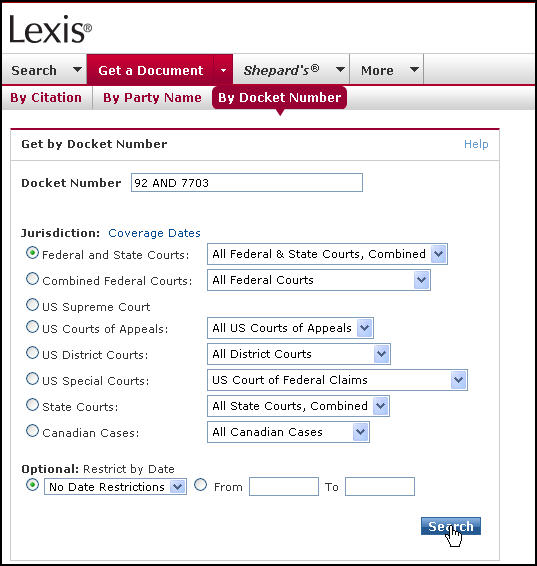 Lexis®
Search Get a Document Shepard's® More
By Citation By Party Name By Docket Number
Get by Docket Number Help
Docket Number 92 AND 7703
Jurisdiction: Coverage Dates
Federal and State Courts: All Federal & State Courts, Combined
Combined Federal Courts: All Federal Courts
US Supreme Court
US Courts of Appeals: All US Courts of Appeals
US District Courts: All District Courts
US Special Courts: US Court of Federal Claims
State Courts: All State Courts, Combined
Canadian Cases: All Canadian Cases
Optional: Restrict by Date
No Date Restrictions From To
Search